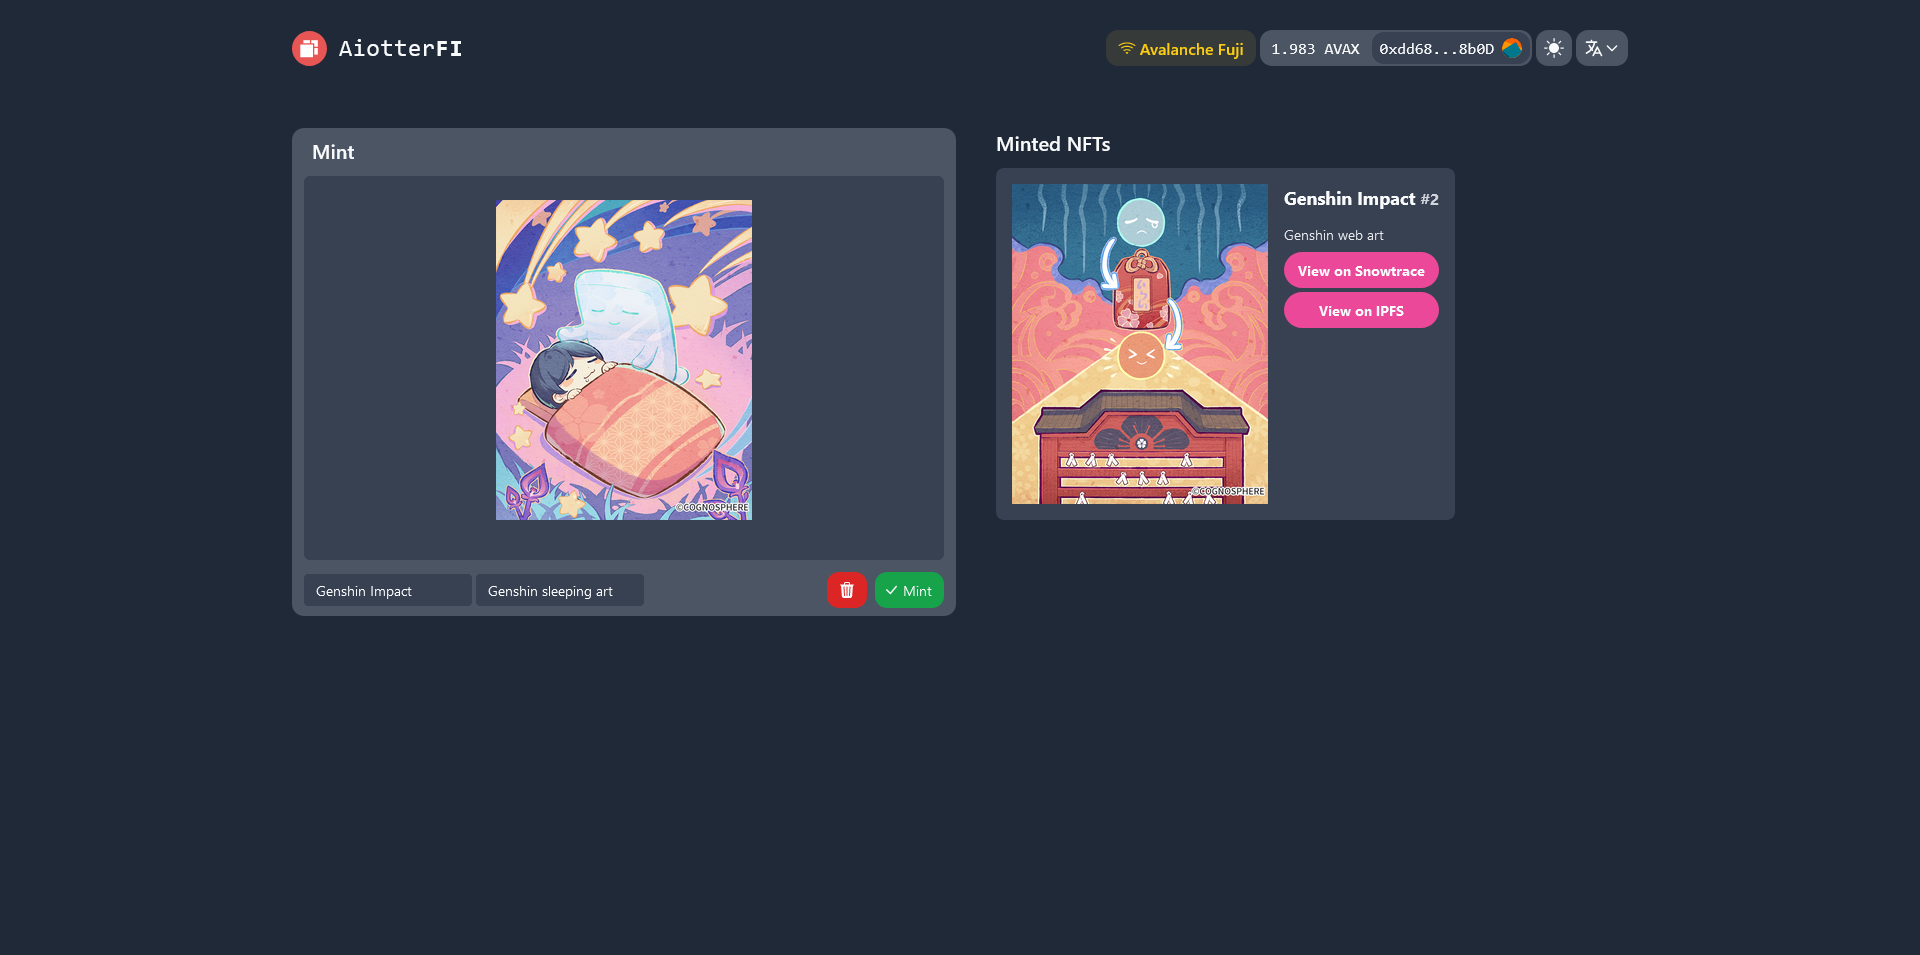 AiotterFI
Avalanche Fuji
1.983 AVAX
0xdd68...8b0D
Mint
©COGNOSPHERE
Genshin Impact
Genshin sleeping art
Mint
Minted NFTs
©COGNOSPHERE
Genshin Impact #2
Genshin web art
View on Snowtrace
View on IPFS